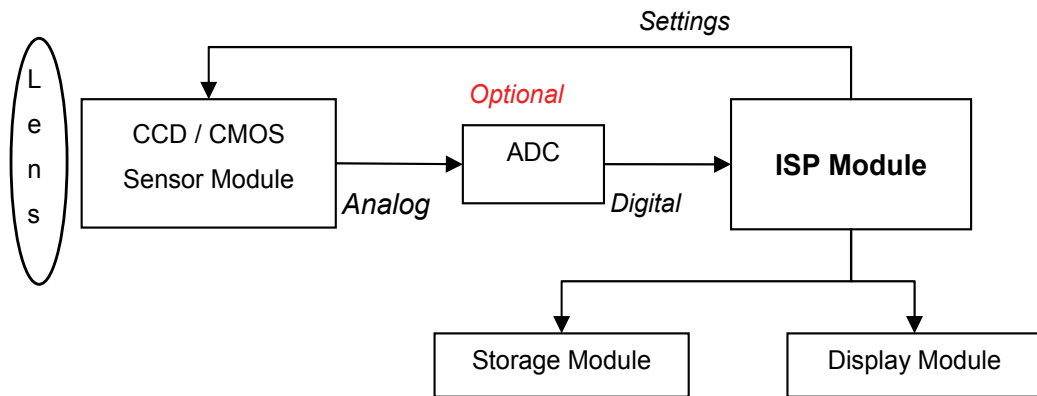 Settings
L
e
n
s
Optional
CCD / CMOS
Sensor Module
ADC
ISP Module
Analog
Digital
Storage Module
Display Module